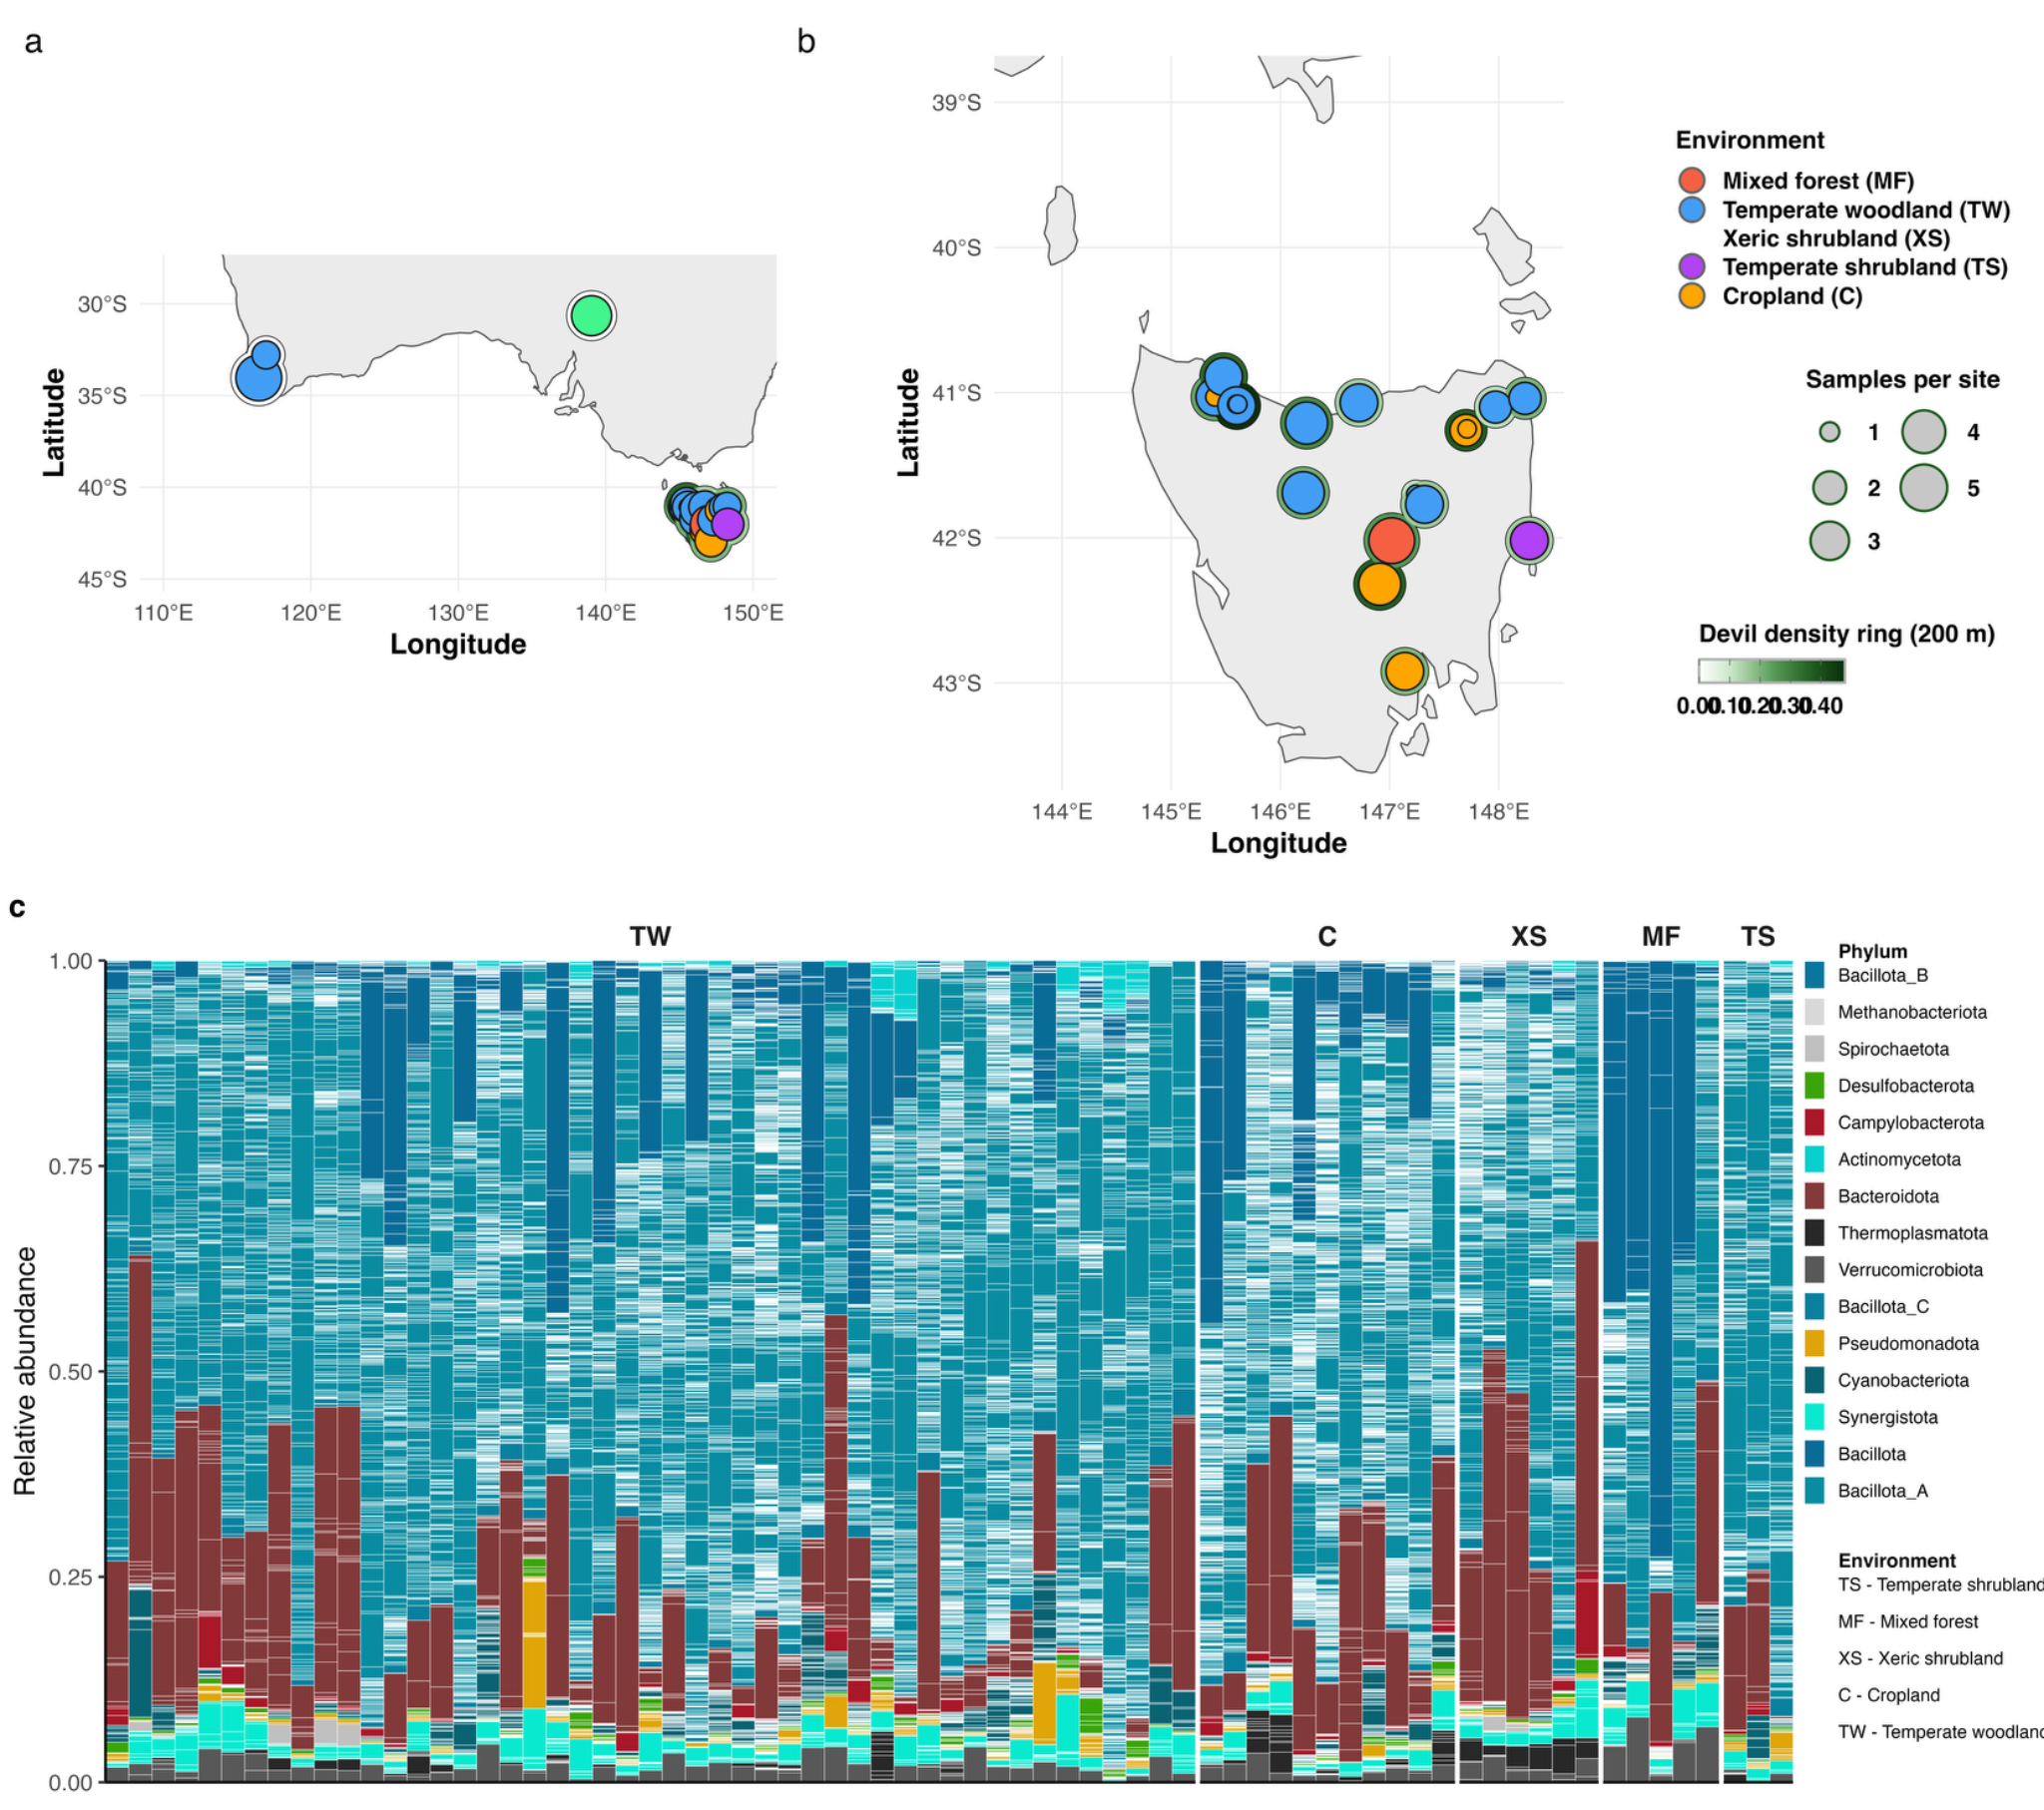 a
b
39°S
40°S
41°S
42°S
43°S
Latitude
144°E
145°E
146°E
147°E
148°E
Longitude
30°S
35°S
40°S
45°S
Latitude
110°E
120°E
130°E
140°E
150°E
Longitude
Environment
Mixed forest (MF)
Temperate woodland (TW)
Xeric shrubland (XS)
Temperate shrubland (TS)
Cropland (C)
Samples per site
1
4
2
5
3
Devil density ring (200 m)
0.00
0.10
0.20
0.30
0.40
c
TW
C
XS
MF
TS
1.00
0.75
0.50
0.25
0.00
Relative abundance
Phylum
Bacillota_B
Methanobacteriota
Spirochaetota
Desulfobacterota
Campylobacterota
Actinomycetota
Bacteroidota
Thermoplasmatota
Verrucomicrobiota
Bacillota_C
Pseudomonadota
Cyanobacteriota
Synergistota
Bacillota
Bacillota_A
Environment
TS - Temperate shrubland
MF - Mixed forest
XS - Xeric shrubland
C - Cropland
TW - Temperate woodland